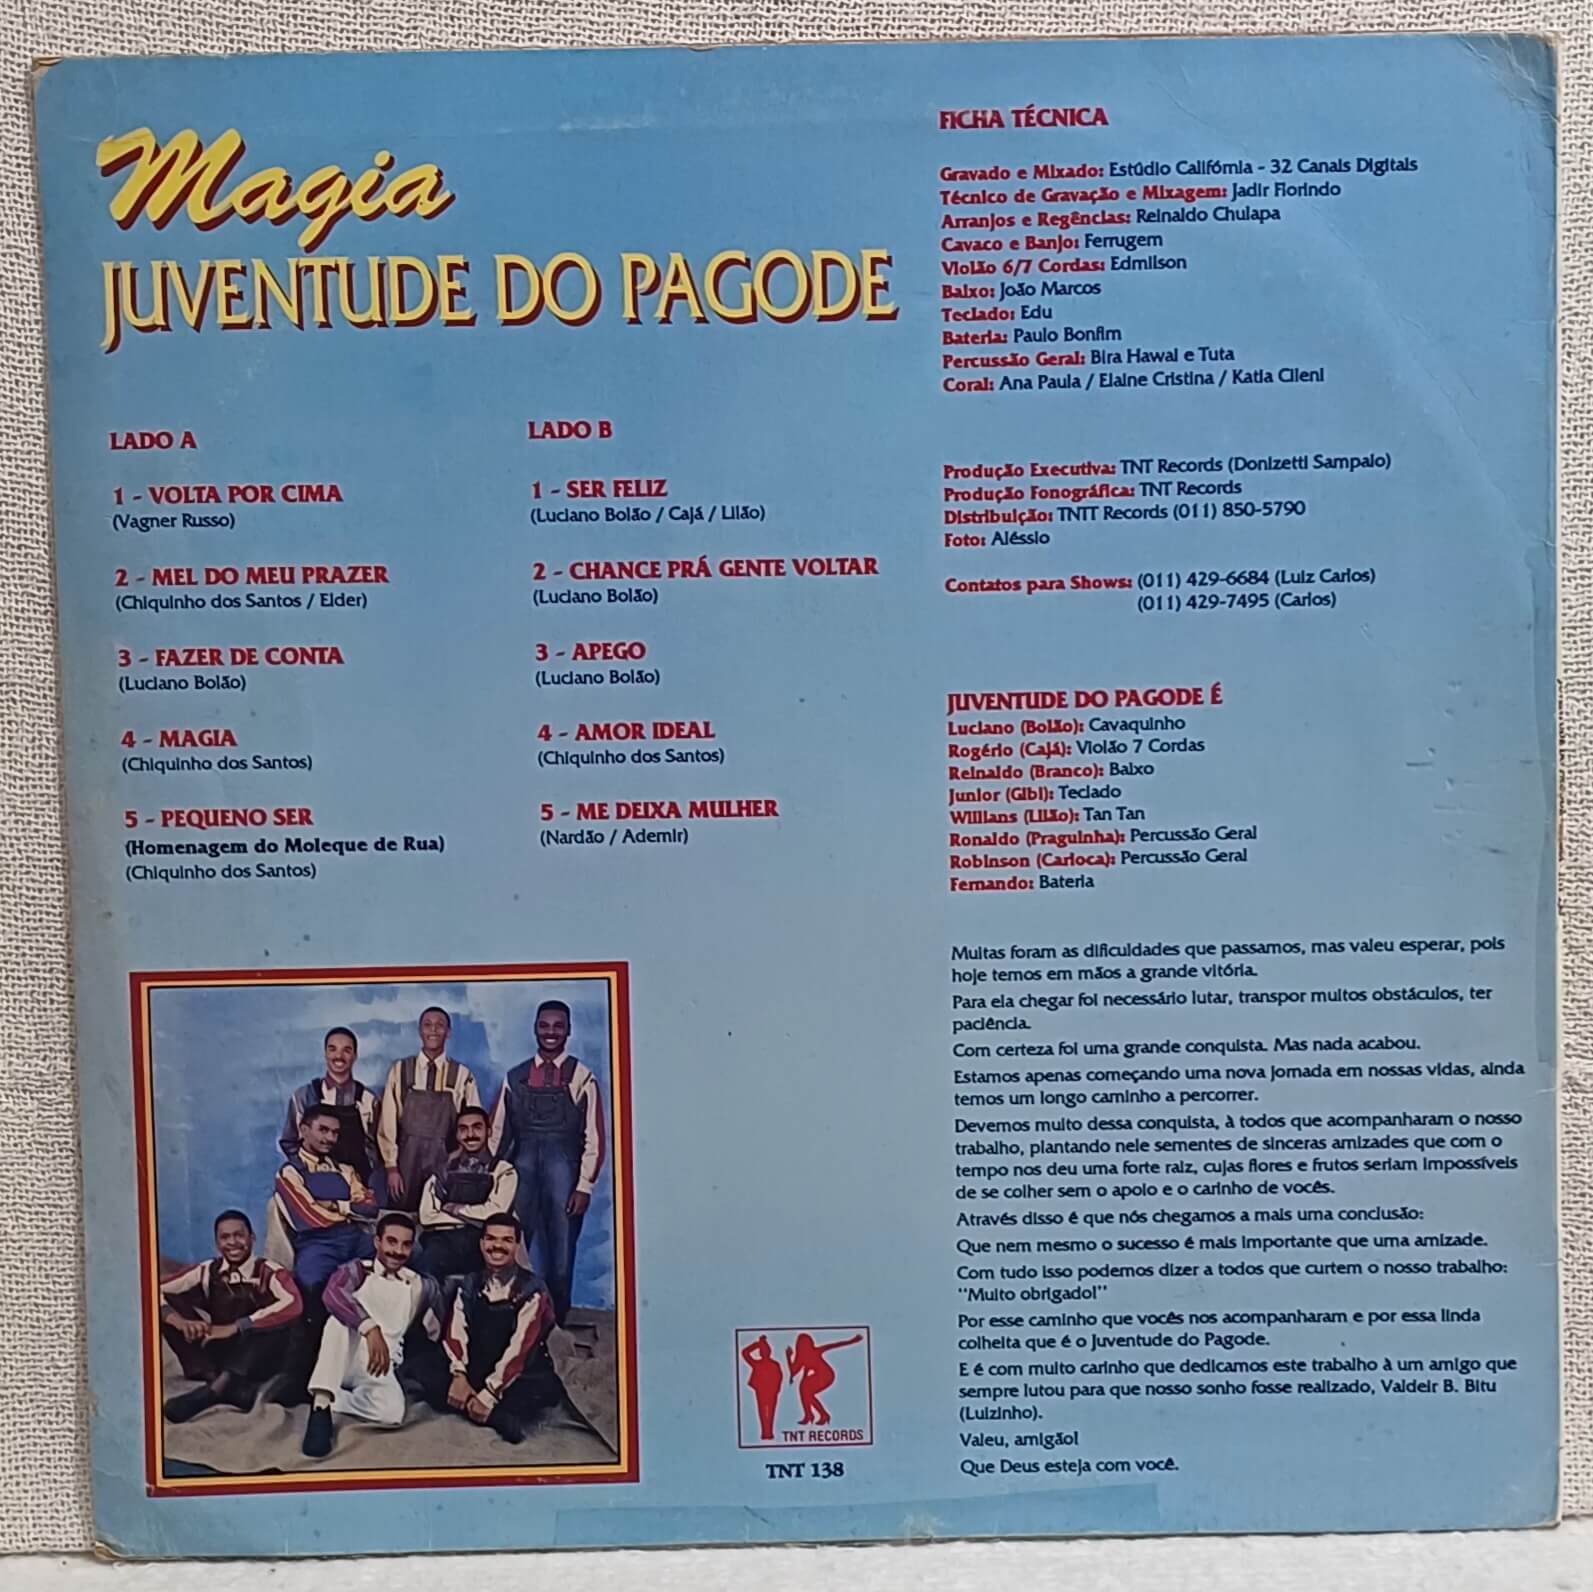 Magia
JUVENTUDE DO PAGODE
LADO A
1 - VOLTA POR CIMA
(Vagner Russo)
2 - MEL DO MEU PRAZER
(Chiquinho dos Santos / Elder)
3 - FAZER DE CONTA
(Luciano Bolão)
4 - MAGIA
(Chiquinho dos Santos)
5 - PEQUENO SER
(Homenagem do Moleque de Rua)
(Chiquinho dos Santos)
LADO B
1 - SER FELIZ
(Luciano Bolão / Cajá / Lilão)
2 - CHANCE PRÁ GENTE VOLTAR
(Luciano Bolão)
3 - APEGO
(Luciano Bolão)
4 - AMOR IDEAL
(Chiquinho dos Santos)
5 - ME DEIXA MULHER
(Nardão / Ademir)
FICHA TÉCNICA
Gravado e Mixado: Estúdio Califórnia - 32 Canais Digitais
Técnico de Gravação e Mixagem: Jadir Florindo
Arranjos e Regências: Reinaldo Chulapa
Cavaco e Banjo: Ferrugem
Violão 6/7 Cordas: Edmilson
Baixo: João Marcos
Teclado: Edu
Bateria: Paulo Bonfim
Percussão Geral: Bira Hawai e Tuta
Coral: Ana Paula / Elaine Cristina / Katia Cileni
Produção Executiva: TNT Records (Donizetti Sampaio)
Produção Fonográfica: TNT Records
Distribuição: TNTT Records (011) 850-5790
Foto: Aléssio
Contatos para Shows: (011) 429-6684 (Luiz Carlos)
(011) 429-7495 (Carlos)
JUVENTUDE DO PAGODE É
Luciano (Bolão): Cavaquinho
Rogério (Cajá): Violão 7 Cordas
Reinaldo (Branco): Baixo
Junior (Gibi): Teclado
Willians (Lilão): Tan Tan
Ronaldo (Praguinha): Percussão Geral
Robinson (Carioca): Percussão Geral
Fernando: Bateria
Muitas foram as dificuldades que passamos, mas valeu esperar, pois
hoje temos em mãos a grande vitória.
Para ela chegar foi necessário lutar, transpor muitos obstáculos, ter
paciência.
Com certeza foi uma grande conquista. Mas nada acabou.
Estamos apenas começando uma nova jornada em nossas vidas, ainda
temos um longo caminho a percorrer.
Devemos muito dessa conquista, à todos que acompanharam o nosso
trabalho, plantando nele sementes de sinceras amizades que com o
tempo nos deu uma forte raiz, cujas flores e frutos seriam impossíveis
de se colher sem o apoio e o carinho de vocês.
Através disso é que nós chegamos a mais uma conclusão:
Que nem mesmo o sucesso é mais importante que uma amizade.
Com tudo isso podemos dizer a todos que curtem o nosso trabalho:
"Muito obrigado!"
Por esse caminho que vocês nos acompanharam e por essa linda
colheita que é o Juventude do Pagode.
E é com muito carinho que dedicamos este trabalho à um amigo que
sempre lutou para que nosso sonho fosse realizado, Valdeir B. Bitu
(Luizinho).
Valeu, amigão!
Que Deus esteja com você.
TNT RECORDS
TNT 138